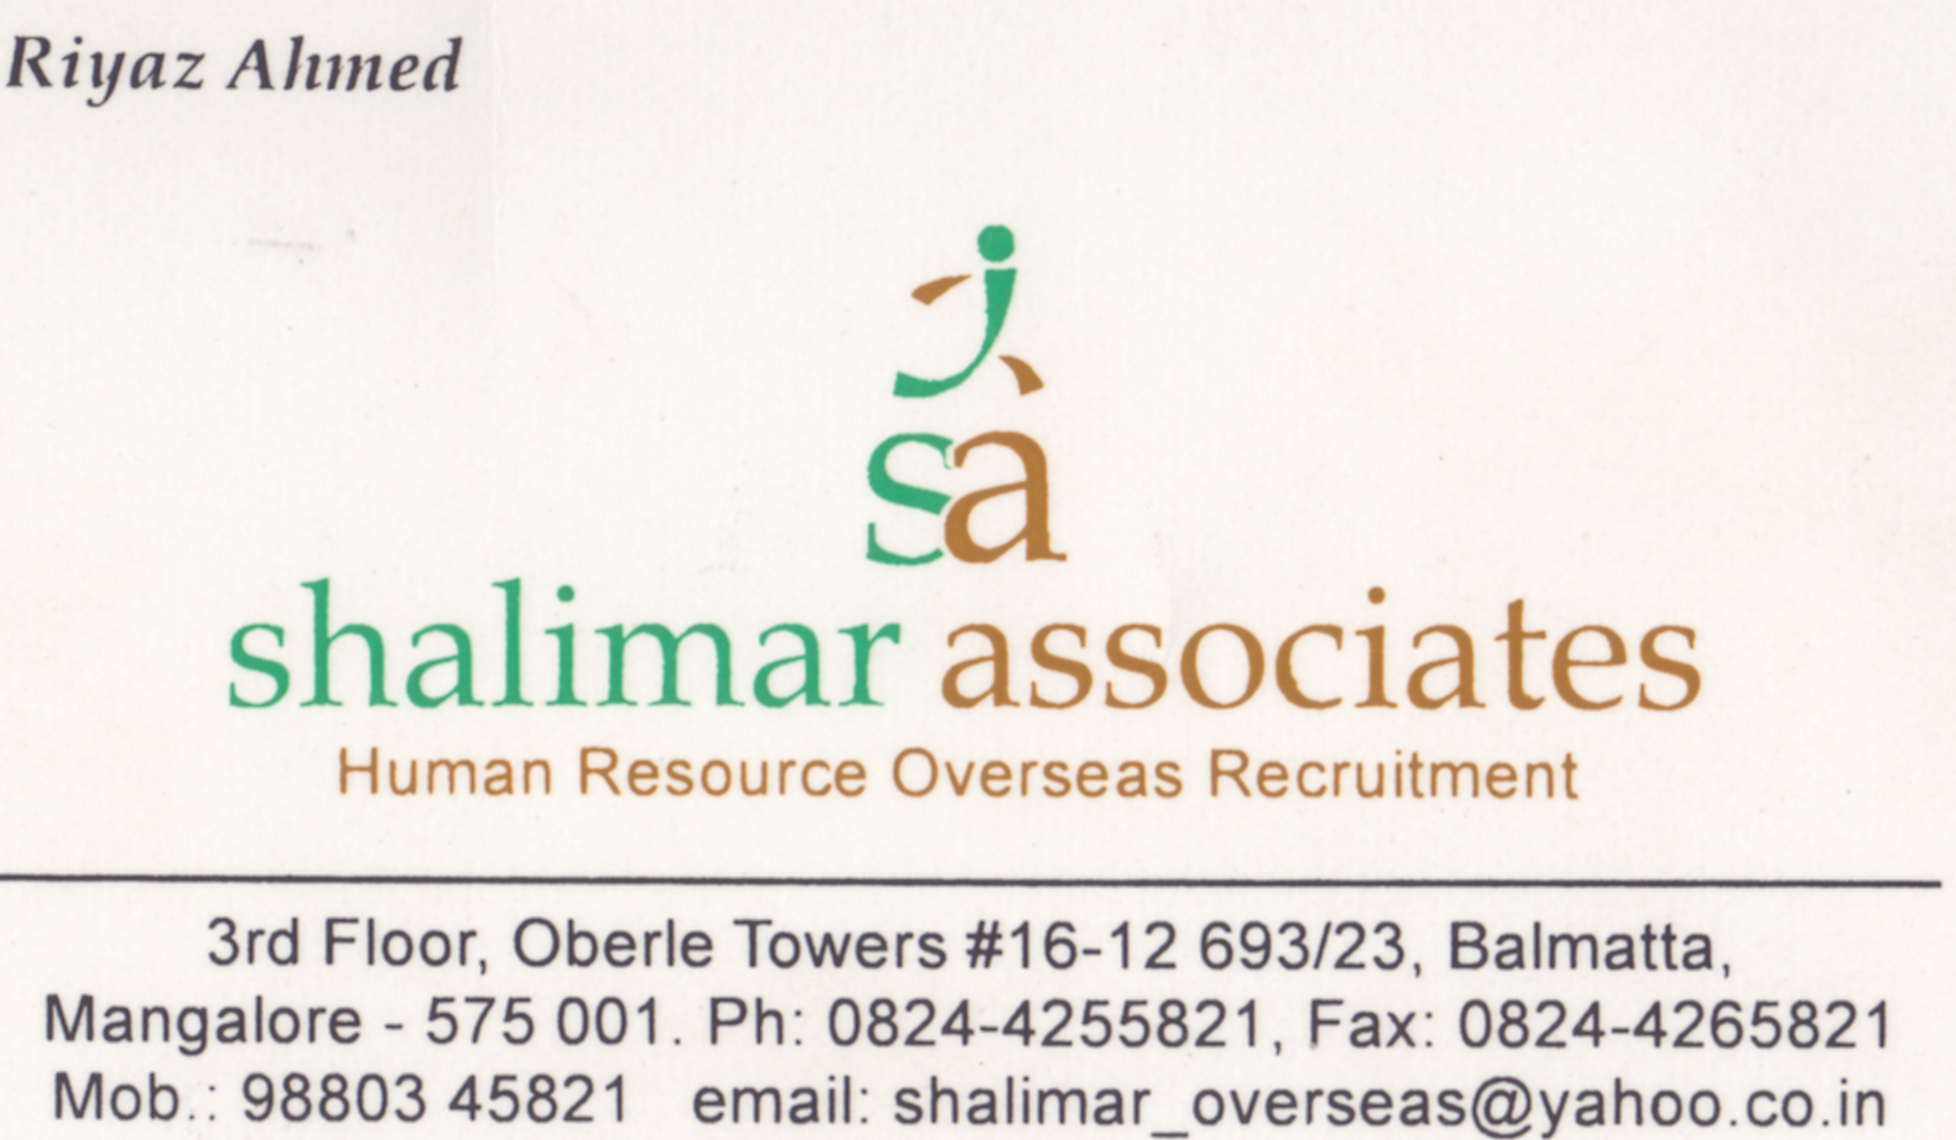 Riyaz Ahmed
sa
shalimar associates
Human Resource Overseas Recruitment
3rd Floor, Oberle Towers #16-12 693/23, Balmatta,
Mangalore - 575 001. Ph: 0824-4255821, Fax: 0824-4265821
Mob.: 98803 45821 email: shalimar_overseas@yahoo.co.in